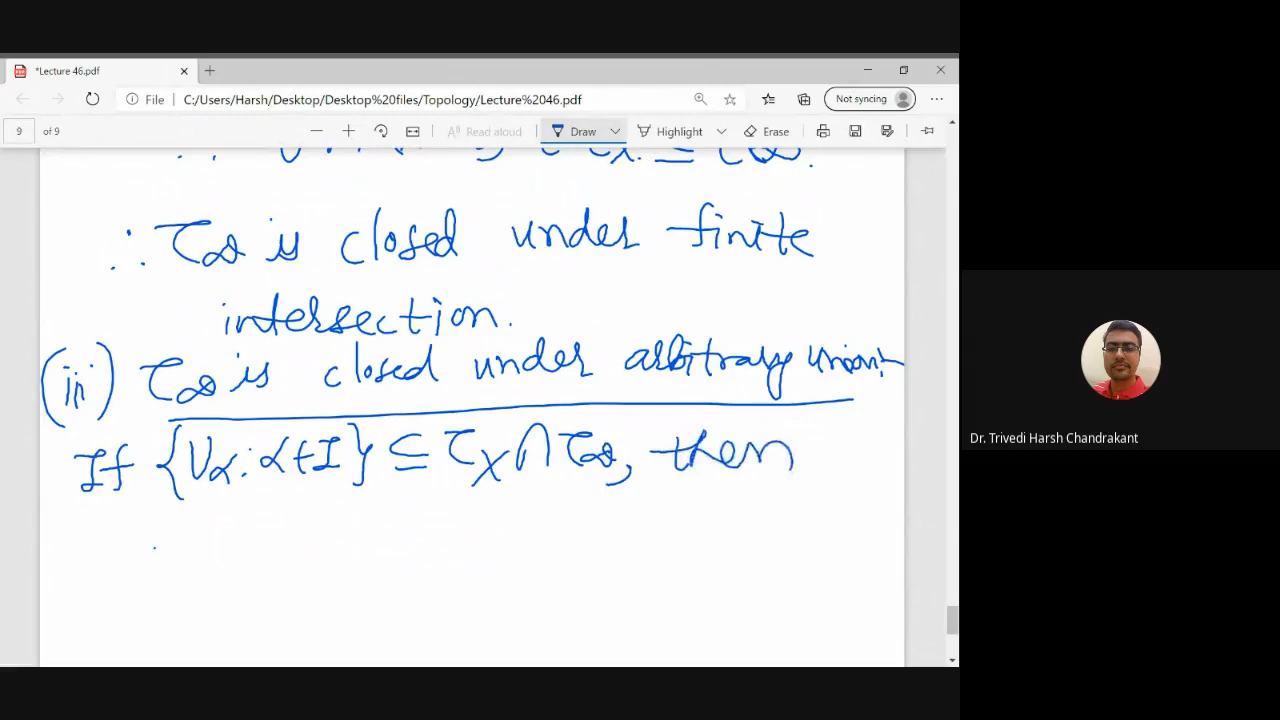 *Lecture 46.pdf
File C:/Users/Harsh/Desktop/Desktop%20files/Topology/Lecture%2046.pdf Not syncing
9 of 9 Read aloud Draw Highlight Erase
∴ τ∞ is closed under finite
intersection.
(iii) τ∞ is closed under arbitrary union:-
If {Vα : α ∈ I} ⊆ τX ∩ τ∞, then
Dr. Trivedi Harsh Chandrakant